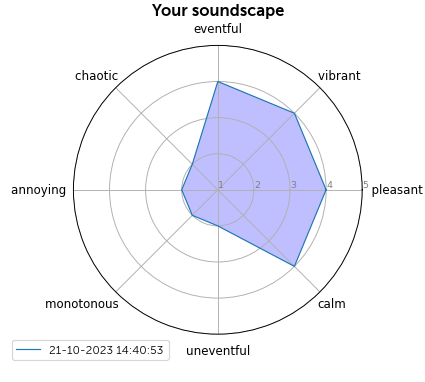 Your soundscape
eventful
chaotic
vibrant
annoying
1 2 3 4 5
pleasant
monotonous
calm
uneventful
21-10-2023 14:40:53